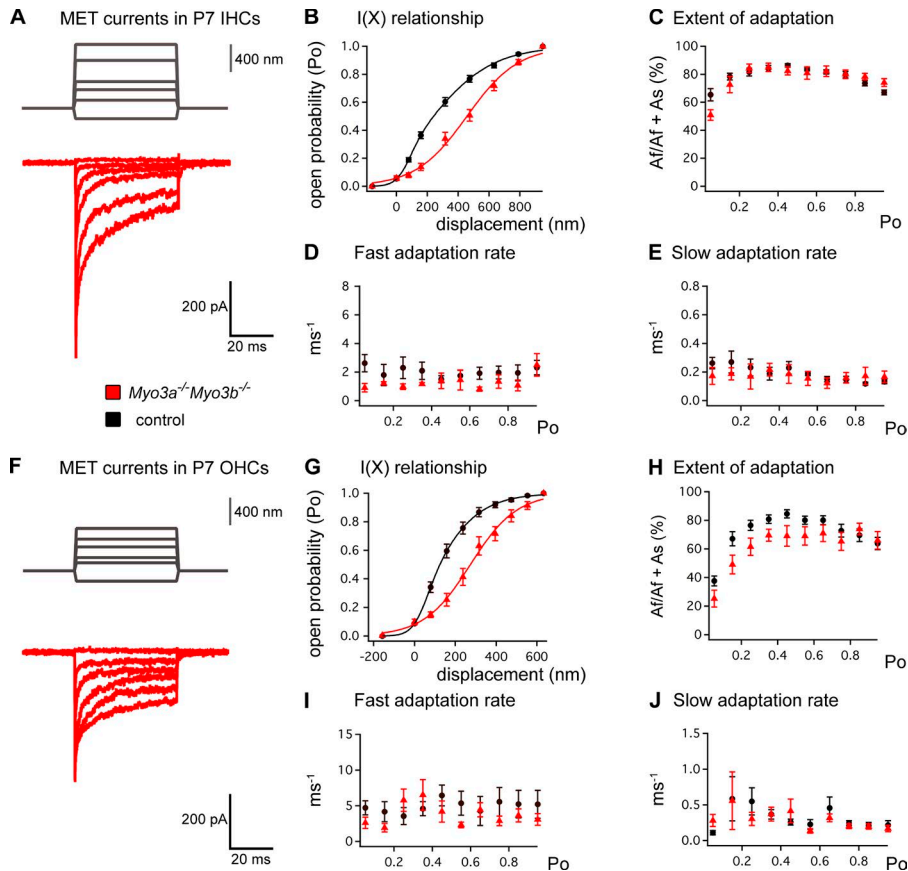 A MET currents in P7 IHCs
400 nm
200 pA
20 ms
Myo3a-/-Myo3b-/-
control
B I(X) relationship
open probability (Po)
1.0
0.8
0.6
0.4
0.2
0.0
0 200 400 600 800
displacement (nm)
C Extent of adaptation
Af/Af + As (%)
100
80
60
40
20
0
0.2 0.4 0.6 0.8
Po
D Fast adaptation rate
ms-1
8
6
4
2
0
0.2 0.4 0.6 0.8
Po
E Slow adaptation rate
ms-1
0.8
0.6
0.4
0.2
0.0
0.2 0.4 0.6 0.8
Po
F MET currents in P7 OHCs
400 nm
200 pA
20 ms
G I(X) relationship
open probability (Po)
1.0
0.8
0.6
0.4
0.2
0.0
-200 0 200 400 600
displacement (nm)
H Extent of adaptation
Af/Af + As (%)
100
80
60
40
20
0
0.2 0.4 0.6 0.8
Po
I Fast adaptation rate
ms-1
15
10
5
0
0.2 0.4 0.6 0.8
Po
J Slow adaptation rate
ms-1
1.5
1.0
0.5
0.0
0.2 0.4 0.6 0.8
Po